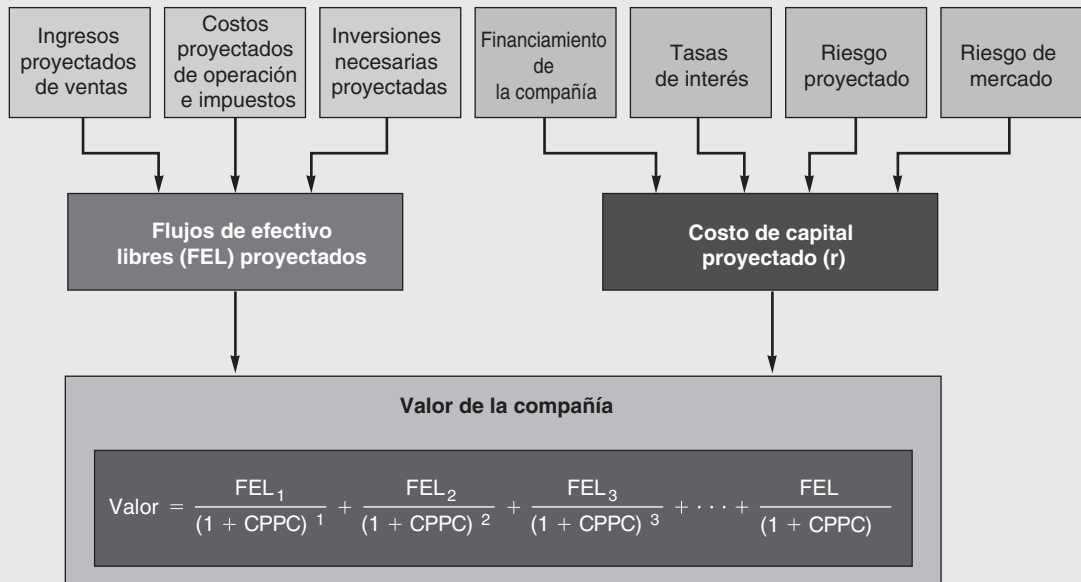 Ingresos
proyectados
de ventas
Costos
proyectados
de operación
e impuestos
Inversiones
necesarias
proyectadas
Financiamiento
de
la compañía
Tasas
de interés
Riesgo
proyectado
Riesgo de
mercado
Flujos de efectivo
libres (FEL) proyectados
Costo de capital
proyectado (r)
Valor de la compañía
Valor = FEL₁/(1 + CPPC)¹ + FEL₂/(1 + CPPC)² + FEL₃/(1 + CPPC)³ + · · · + FEL/(1 + CPPC)